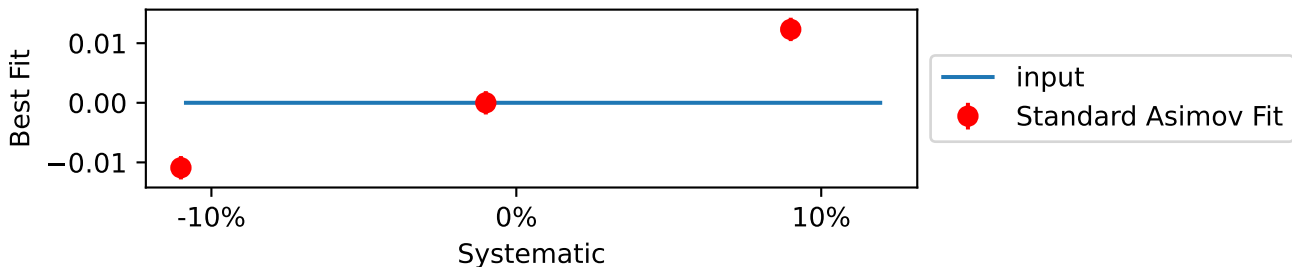 Best Fit
0.01
0.00
−0.01
-10%
0%
10%
Systematic
input
Standard Asimov Fit